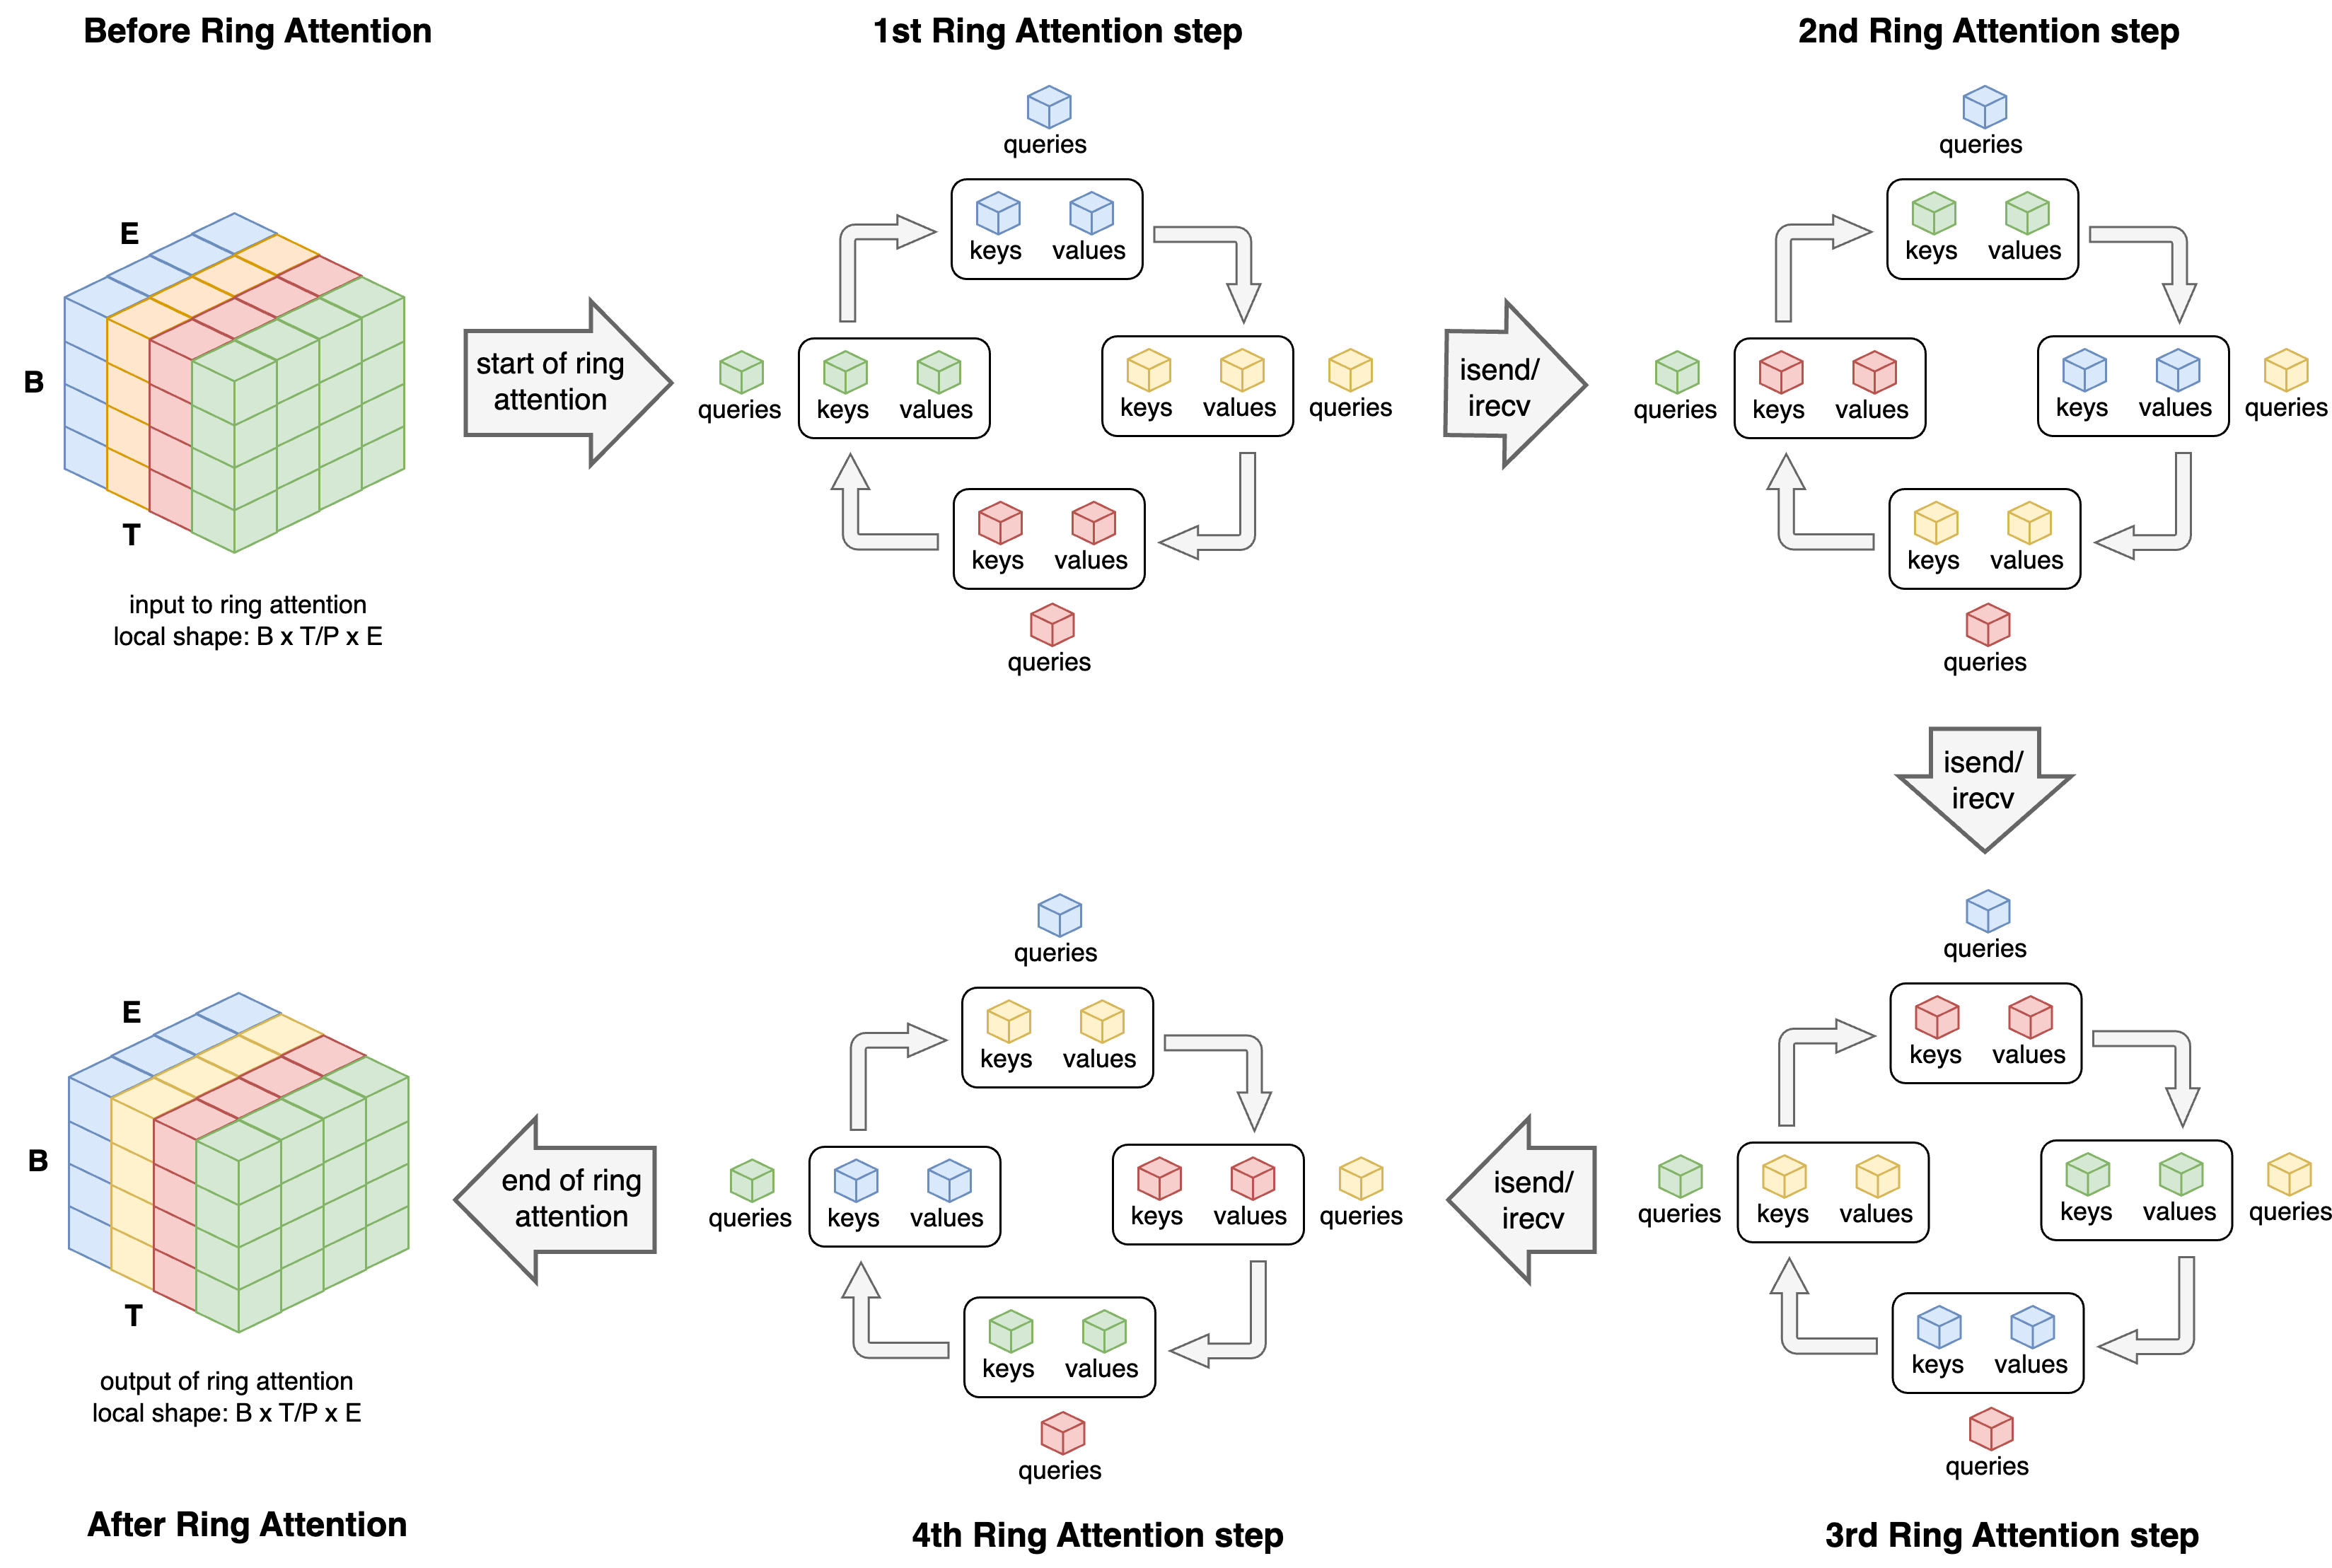 Before Ring Attention
1st Ring Attention step
2nd Ring Attention step
E
B
T
input to ring attention
local shape: B x T/P x E
start of ring
attention
queries
keys values
queries
keys values
keys values
queries
keys values
queries
isend/
irecv
queries
keys values
queries
keys values
keys values
queries
keys values
queries
isend/
irecv
queries
keys values
queries
keys values
keys values
queries
keys values
queries
3rd Ring Attention step
isend/
irecv
queries
keys values
queries
keys values
keys values
queries
keys values
queries
4th Ring Attention step
end of ring
attention
E
B
T
output of ring attention
local shape: B x T/P x E
After Ring Attention